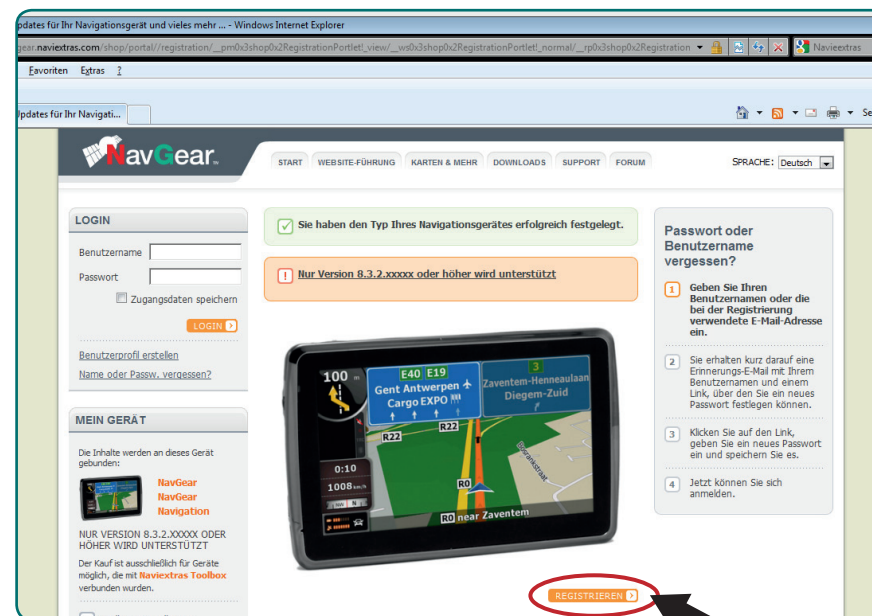 pdates für Ihr Navigationsgerät und vieles mehr ... - Windows Internet Explorer
gear.naviextras.com/shop/portal//registration/__pm0x3shop0x2RegistrationPortlet!_view/__ws0x3shop0x2RegistrationPortlet!_normal/__rp0x3shop0x2Registration
Navieextras
Favoriten Extras ?
Updates für Ihr Navigati...
Se
NavGear
START WEBSITE-FÜHRUNG KARTEN & MEHR DOWNLOADS SUPPORT FORUM
SPRACHE: Deutsch
LOGIN
Benutzername
Passwort
Zugangsdaten speichern
LOGIN
Benutzerprofil erstellen
Name oder Passw. vergessen?
MEIN GERÄT
Die Inhalte werden an dieses Gerät
gebunden:
NavGear
NavGear
Navigation
NUR VERSION 8.3.2.XXXXX ODER
HÖHER WIRD UNTERSTÜTZT
Der Kauf ist ausschließlich für Geräte
möglich, die mit Naviextras Toolbox
verbunden wurden.
Sie haben den Typ Ihres Navigationsgerätes erfolgreich festgelegt.
! Nur Version 8.3.2.xxxxx oder höher wird unterstützt
100 m
E40 E19
Gent Antwerpen
Cargo EXPO
3
Zaventem-Henneaulaan
Diegem-Zuid
R22
R22
0:10
1008 km/h
NW N
R0
R0 near Zaventem
REGISTRIEREN
Passwort oder
Benutzername
vergessen?
1 Geben Sie Ihren
Benutzernamen oder die
bei der Registrierung
verwendete E-Mail-Adresse
ein.
2 Sie erhalten kurz darauf eine
Erinnerungs-E-Mail mit Ihrem
Benutzernamen und einem
Link, über den Sie ein neues
Passwort festlegen können.
3 Klicken Sie auf den Link,
geben Sie ein neues Passwort
ein und speichern Sie es.
4 Jetzt können Sie sich
anmelden.